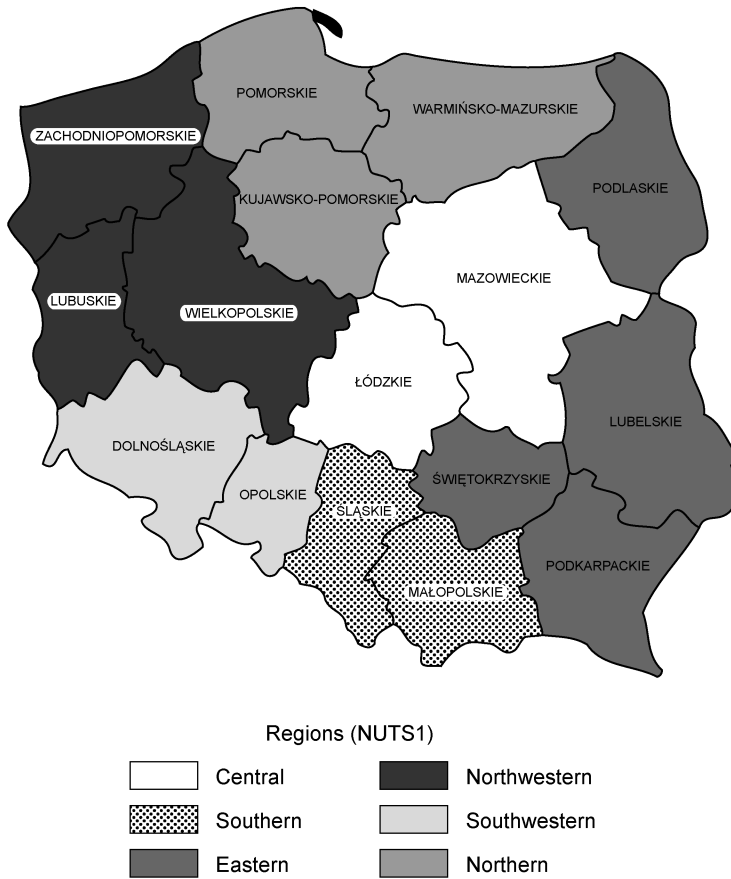 POMORSKIE
WARMIŃSKO-MAZURSKIE
ZACHODNIOPOMORSKIE
PODLASKIE
KUJAWSKO-POMORSKIE
MAZOWIECKIE
LUBUSKIE
WIELKOPOLSKIE
ŁÓDZKIE
LUBELSKIE
DOLNOŚLĄSKIE
ŚWIĘTOKRZYSKIE
OPOLSKIE
ŚLĄSKIE
PODKARPACKIE
MAŁOPOLSKIE
Regions (NUTS1)
Central
Northwestern
Southern
Southwestern
Eastern
Northern